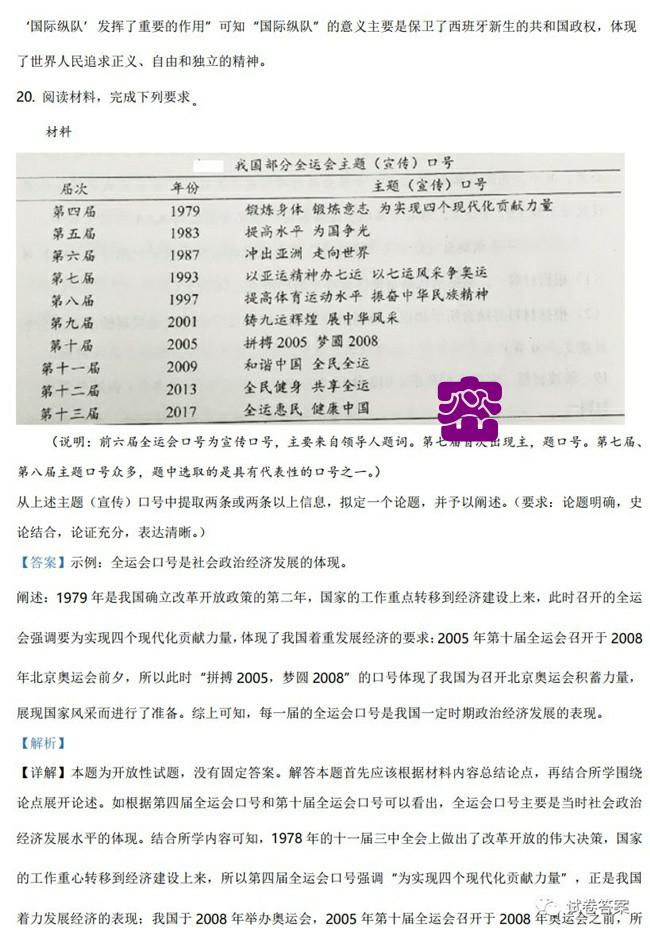 ‘国际纵队’发挥了重要的作用”可知“国际纵队”的意义主要是保卫了西班牙新生的共和国政权，体现
了世界人民追求正义、自由和独立的精神。
20. 阅读材料，完成下列要求。
材料
我国部分全运会主题（宣传）口号
届次 年份 主题（宣传）口号
第四届 1979 锻炼身体 锻炼意志 为实现四个现代化贡献力量
第五届 1983 提高水平 为国争光
第六届 1987 冲出亚洲 走向世界
第七届 1993 以亚运精神办七运 以七运风采争奥运
第八届 1997 提高体育运动水平 振奋中华民族精神
第九届 2001 铸九运辉煌 展中华风采
第十届 2005 拼搏2005 梦圆2008
第十一届 2009 和谐中国 全民全运
第十二届 2013 全民健身 共享全运
第十三届 2017 全运惠民 健康中国
（说明：前六届全运会口号为宣传口号，主要来自领导人题词。第七届首次出现主，题口号。第七届、
第八届主题口号众多，题中选取的是具有代表性的口号之一。）
从上述主题（宣传）口号中提取两条或两条以上信息，拟定一个论题，并予以阐述。（要求：论题明确，史
论结合，论证充分，表达清晰。）
【答案】示例：全运会口号是社会政治经济发展的体现。
阐述：1979 年是我国确立改革开放政策的第二年，国家的工作重点转移到经济建设上来，此时召开的全运
会强调要为实现四个现代化贡献力量，体现了我国着重发展经济的要求；2005 年第十届全运会召开于 2008
年北京奥运会前夕，所以此时“拼搏 2005，梦圆 2008”的口号体现了我国为召开北京奥运会积蓄力量，
展现国家风采而进行了准备。综上可知，每一届的全运会口号是我国一定时期政治经济发展的表现。
【解析】
【详解】本题为开放性试题，没有固定答案。解答本题首先应该根据材料内容总结论点，再结合所学围绕
论点展开论述。如根据第四届全运会口号和第十届全运会口号可以看出，全运会口号主要是当时社会政治
经济发展水平的体现。结合所学内容可知，1978 年的十一届三中全会上做出了改革开放的伟大决策，国家
的工作重心转移到经济建设上来，所以第四届全运会口号强调“为实现四个现代化贡献力量”，正是我国
着力发展经济的表现；我国于 2008 年举办奥运会，2005 年第十届全运会召开于 2008 年奥运会之前，所
试卷答案